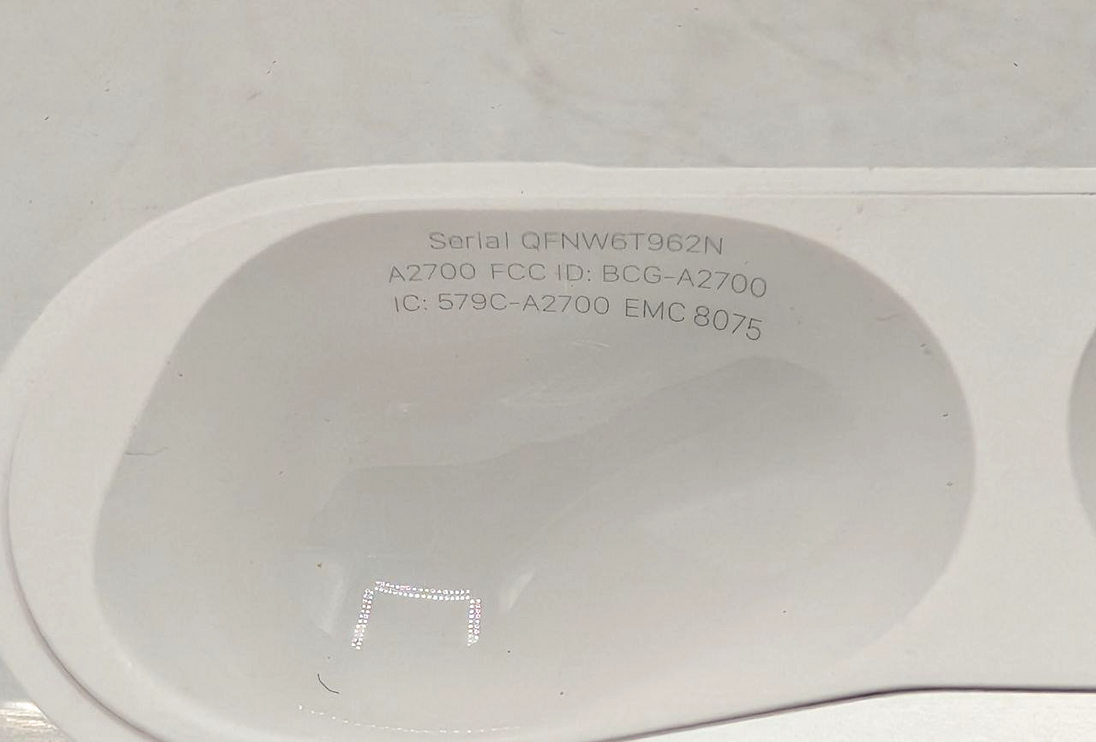 Serial QFNW6T962N
A2700 FCC ID: BCG-A2700
IC: 579C-A2700 EMC 8075